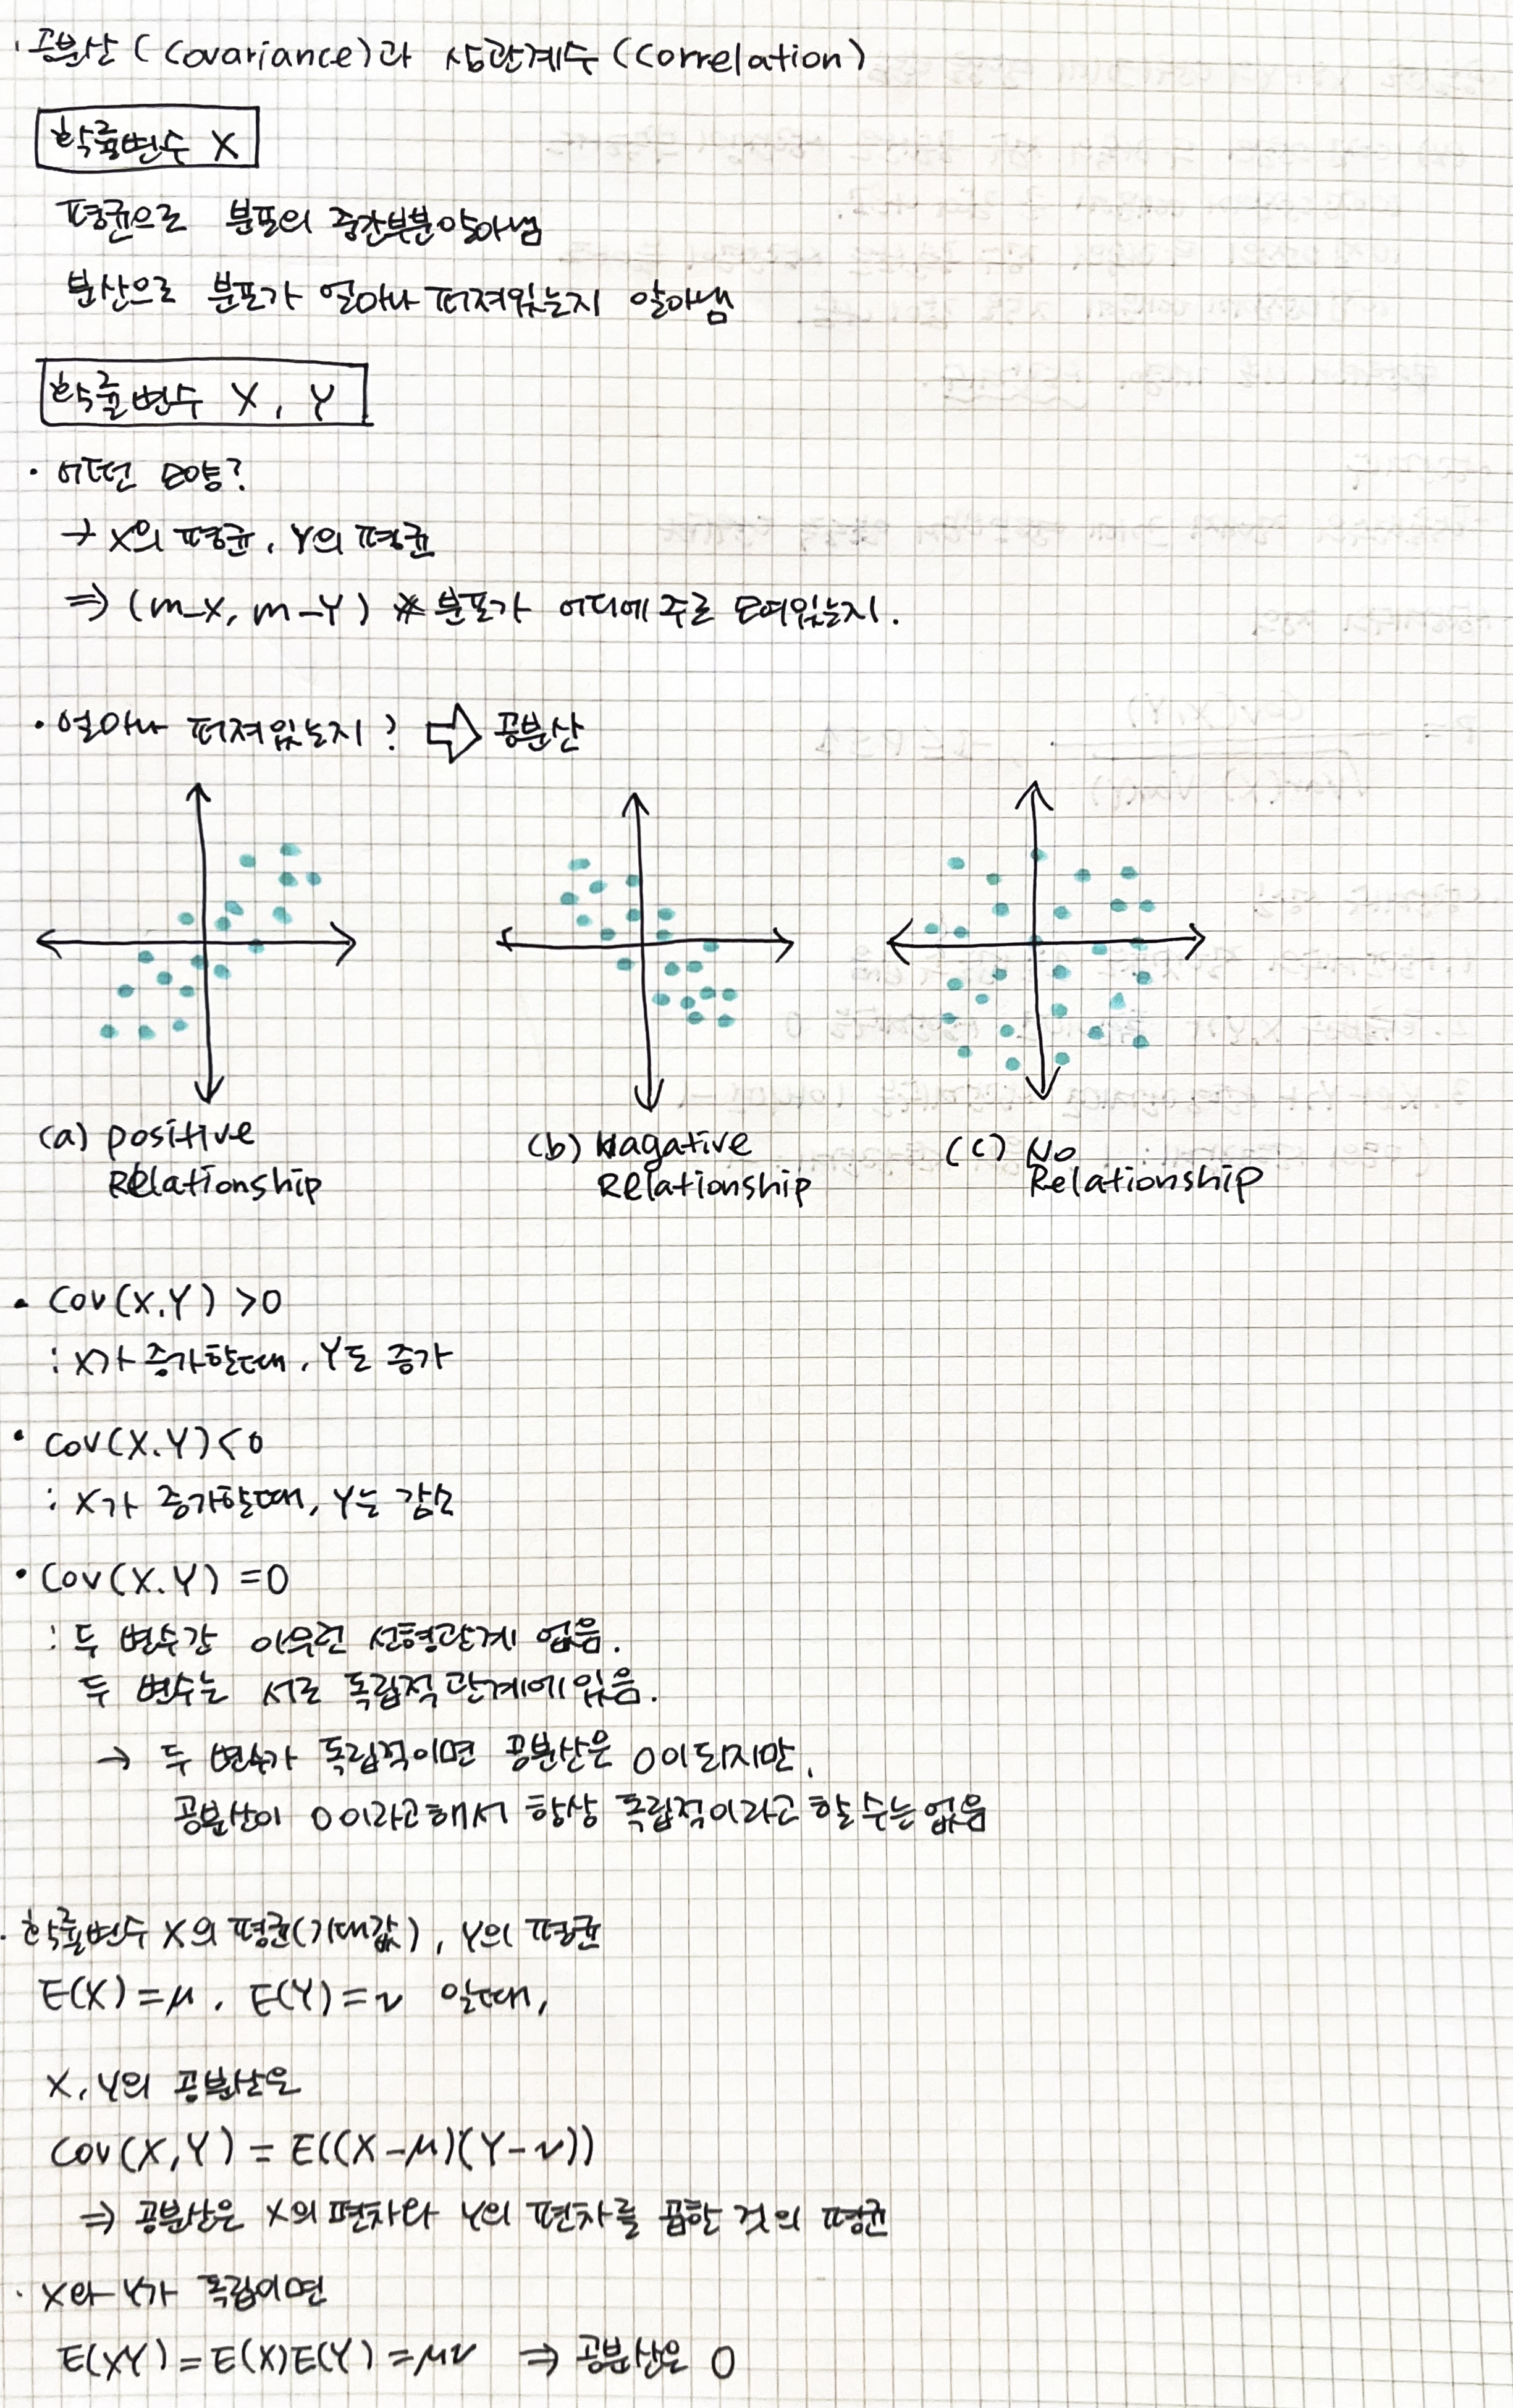 · 공분산 (Covariance)과 상관계수 (Correlation)
확률변수 X
평균으로 분포의 중간부분 알아냄
분산으로 분포가 얼마나 퍼져있는지 알아냄
확률변수 X, Y
· 어떤 모양?
→ X의 평균, Y의 평균
⇒ (m_X, m_Y) ※ 분포가 어디에 주로 모여있는지.
· 얼마나 퍼져있는지? ⇨ 공분산
(a) positive Relationship
(b) Nagative Relationship
(c) No Relationship
· Cov(X.Y) >0
: X가 증가할때, Y도 증가
· Cov(X.Y)<0
: X가 증가할때, Y는 감소
· Cov(X.Y) =0
: 두 변수간 아무런 선형관계 없음.
두 변수는 서로 독립적 관계에 있음.
→ 두 변수가 독립적이면 공분산은 0이 되지만,
공분산이 0이라고해서 항상 독립적이라고 할 수는 없음
· 확률변수 X의 평균(기대값), Y의 평균
E(X)=μ, E(Y)=ν 일때,
X, Y의 공분산은
Cov(X,Y) = E((X-μ)(Y-ν))
⇒ 공분산은 X의 편차와 Y의 편차를 곱한 것의 평균
· X와 Y가 독립이면
E(XY)=E(X)E(Y)=μν ⇒ 공분산은 0